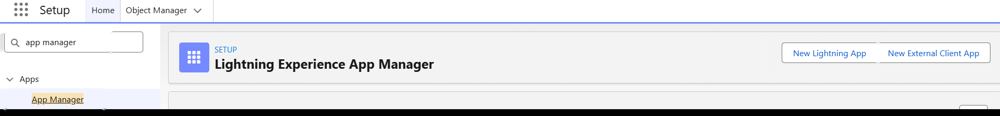 Setup Home Object Manager
app manager
SETUP
Lightning Experience App Manager
New Lightning App New External Client App
Apps
App Manager